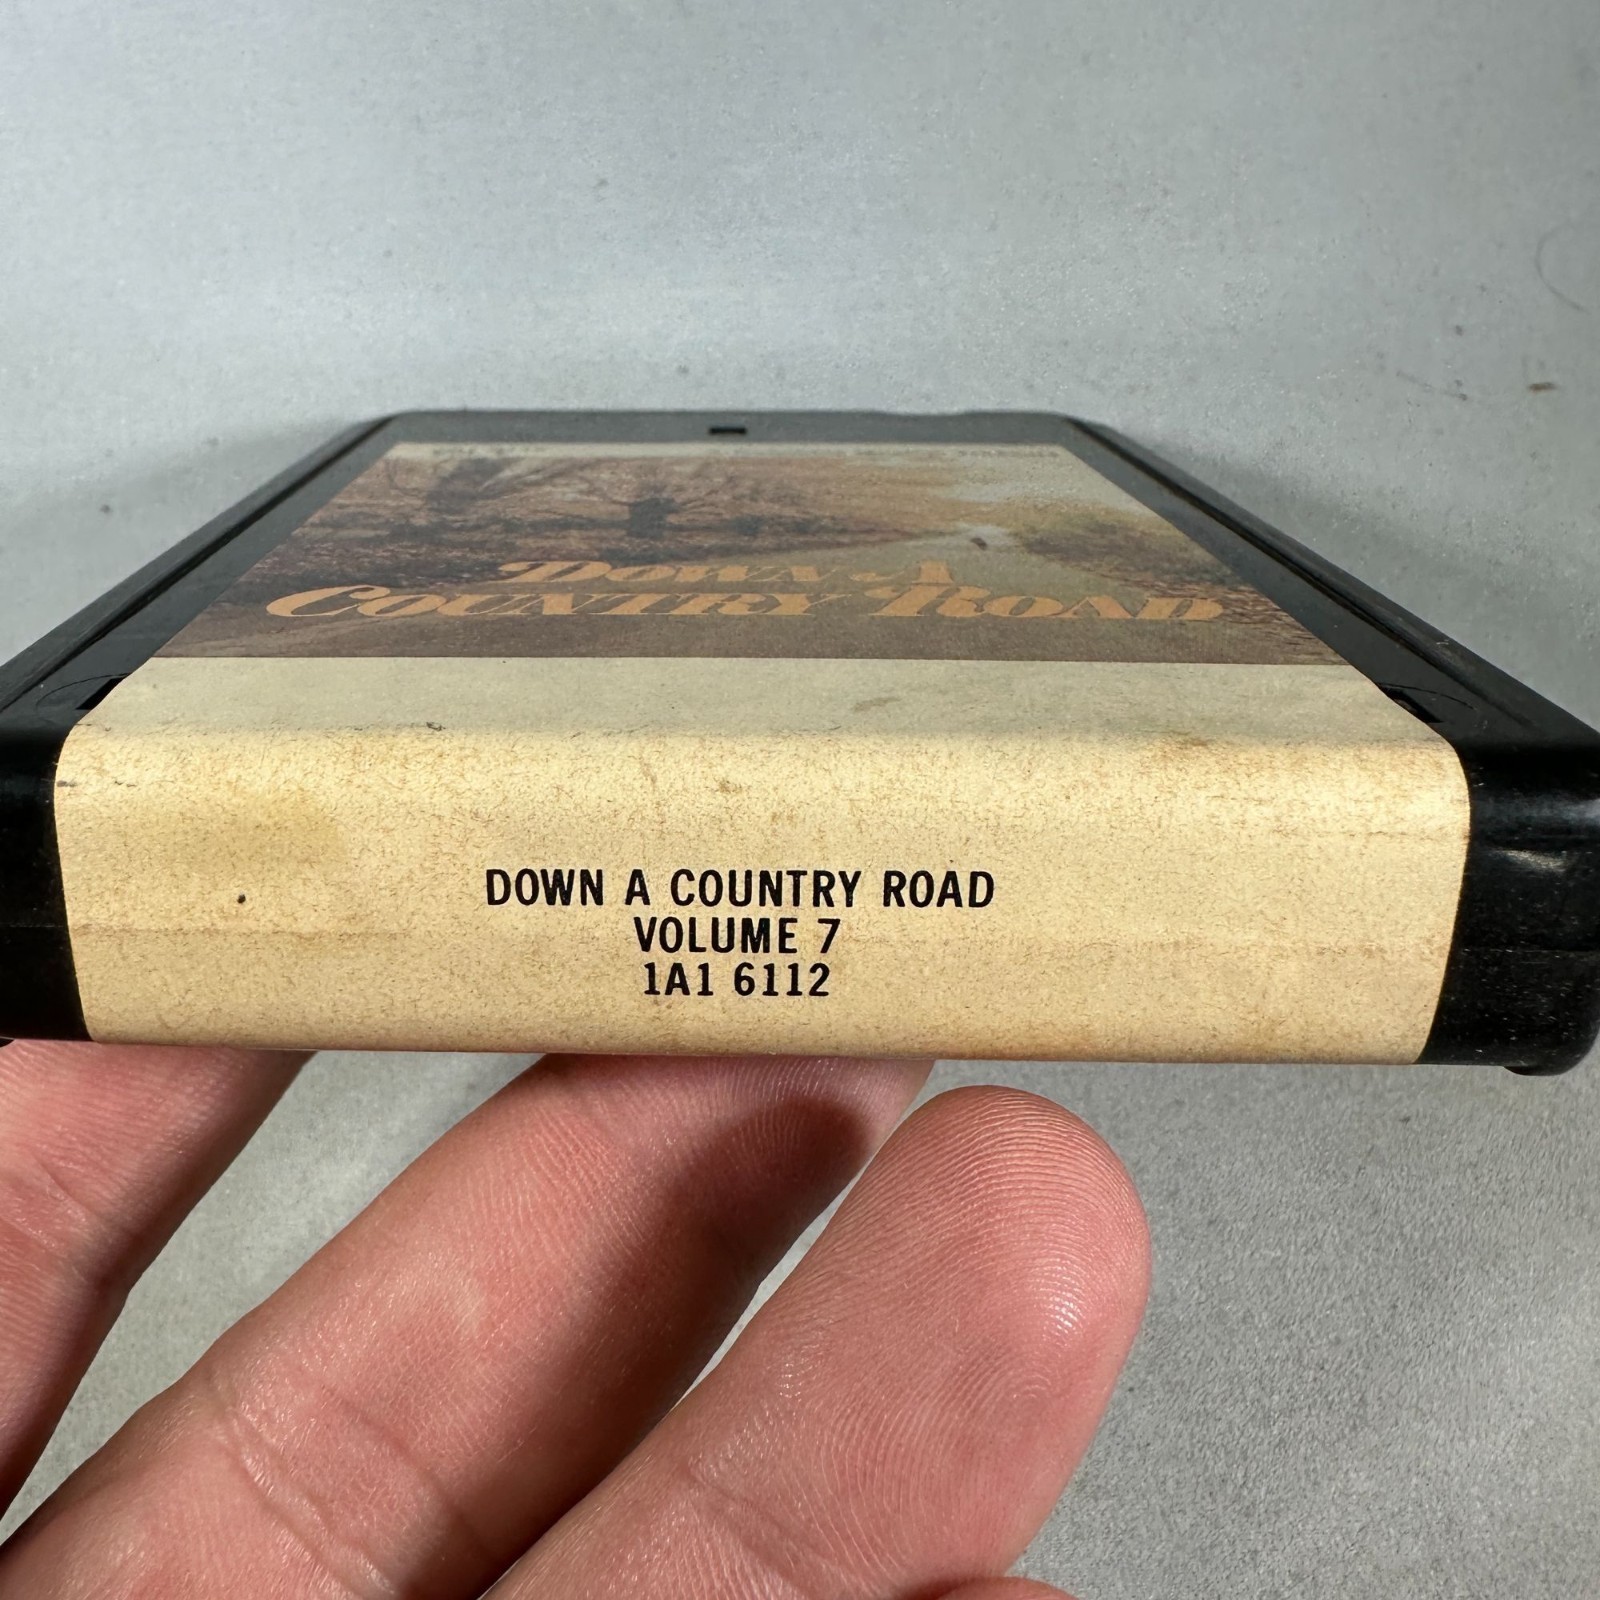 DOWN A
COUNTRY ROAD
DOWN A COUNTRY ROAD
VOLUME 7
1A1 6112